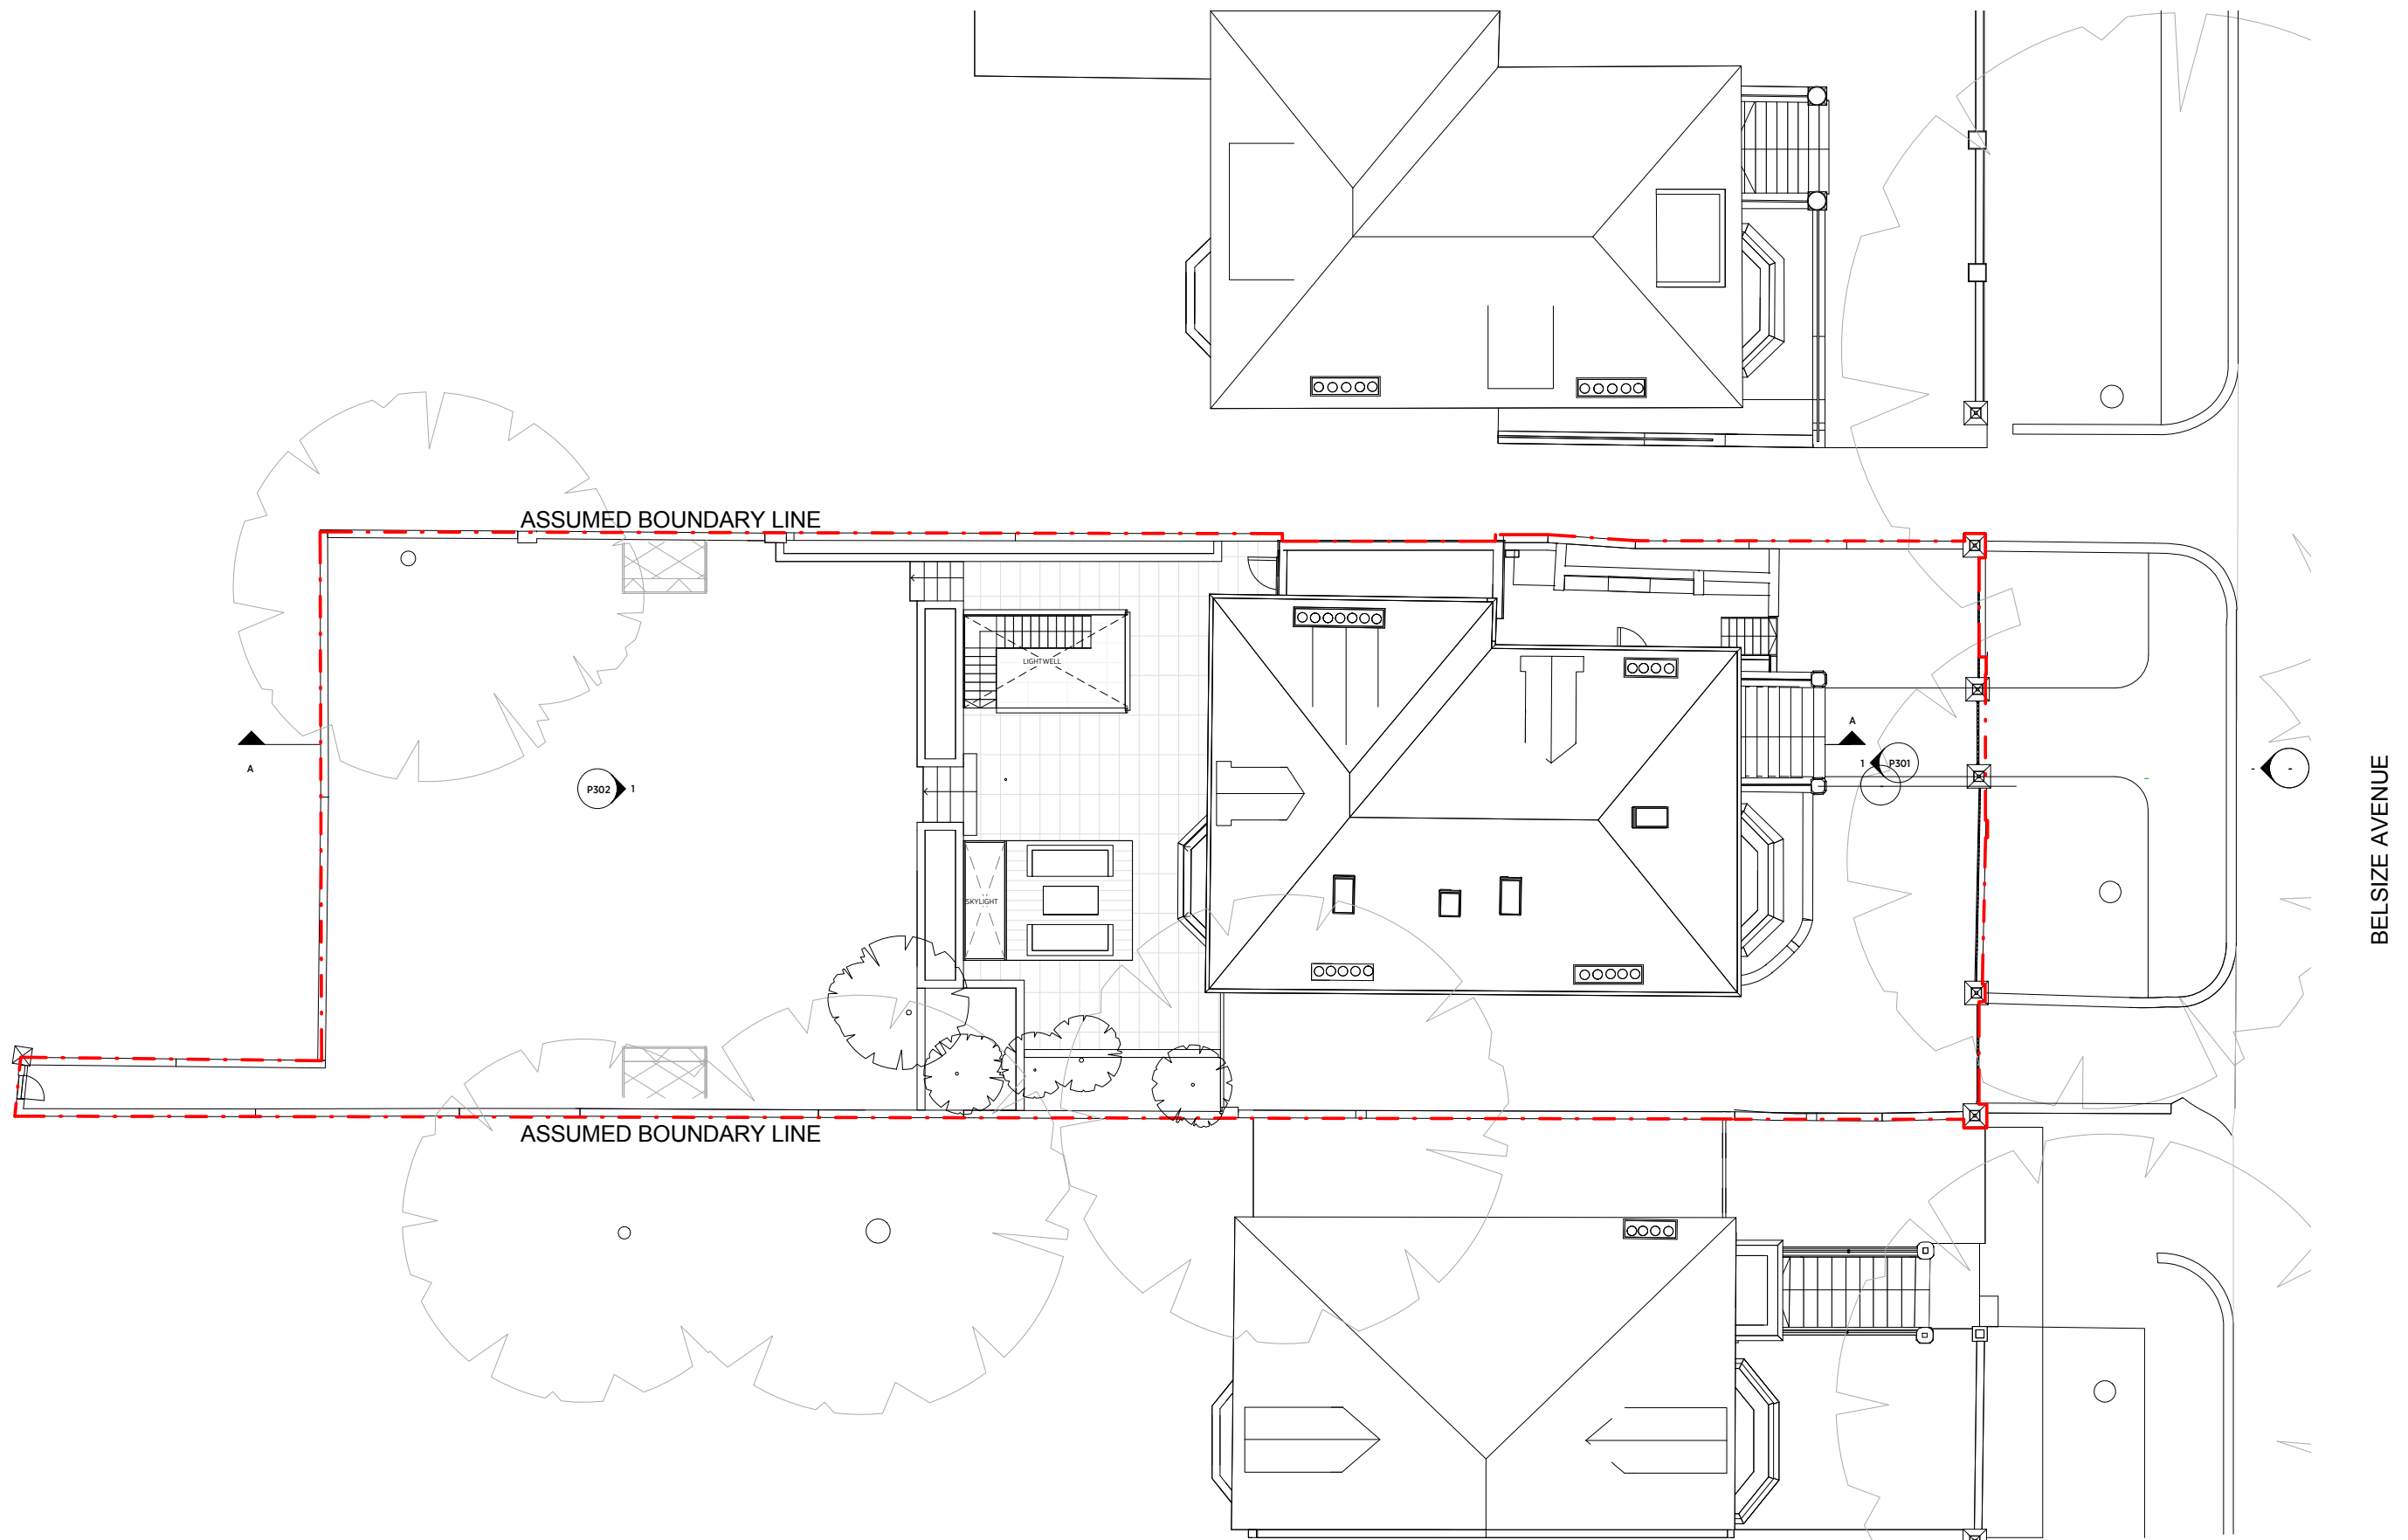 ASSUMED BOUNDARY LINE
LIGHTWELL
A
A
P302
1
1
P301
-
-
-
BELSIZE AVENUE
SKYLIGHT
ASSUMED BOUNDARY LINE